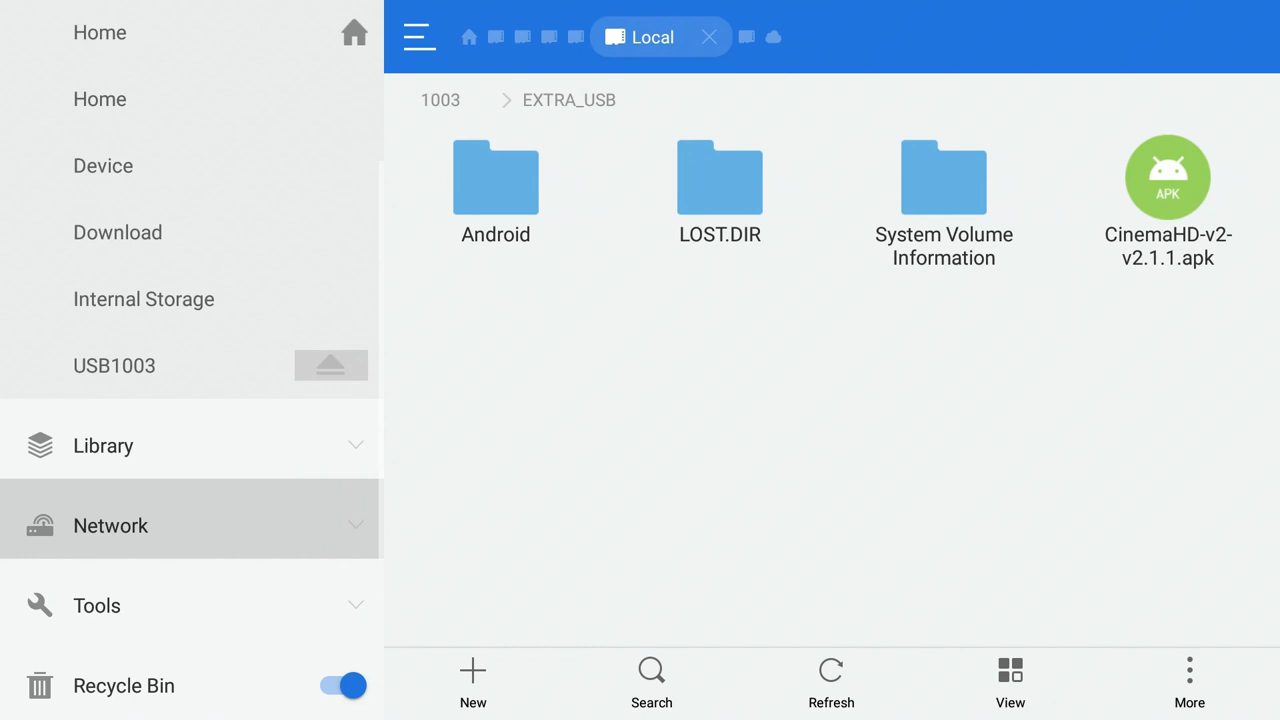 Home
Home
Device
Download
Internal Storage
USB1003
Library
Network
Tools
Recycle Bin
Local
1003
EXTRA_USB
Android
LOST.DIR
System Volume
Information
APK
CinemaHD-v2-
v2.1.1.apk
New
Search
Refresh
View
More